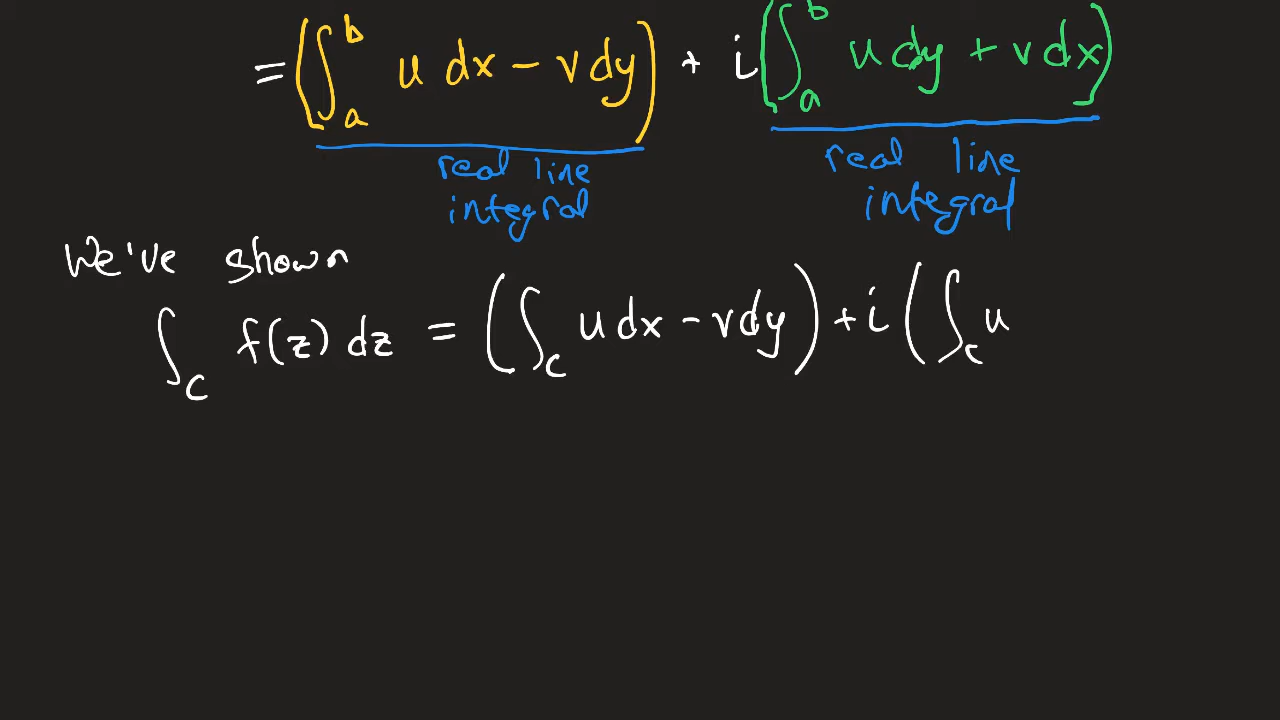 = (∫_a^b u dx − v dy) + i (∫_a^b u dy + v dx)
real line real line
integral integral
We've shown
∫_C f(z) dz = (∫_C u dx − v dy) + i (∫_C u